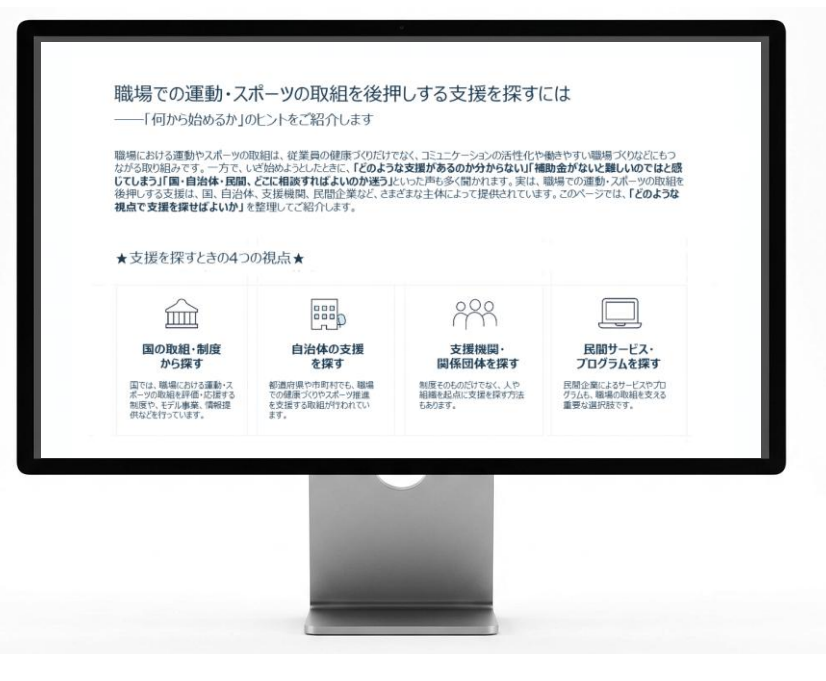 職場での運動・スポーツの取組を後押しする支援を探すには
――「何から始めるか」のヒントをご紹介します
職場における運動やスポーツの取組は、従業員の健康づくりだけでなく、コミュニケーションの活性化や働きやすい職場づくりなどにもつ
ながる取り組みです。一方で、いざ始めようとしたときに、「どのような支援があるのか分からない」「補助金がないと難しいのではと感
じてしまう」「国・自治体・民間、どこに相談すればよいのか迷う」といった声も多く聞かれます。実は、職場での運動・スポーツの取組を
後押しする支援は、国、自治体、支援機関、民間企業など、さまざまな主体によって提供されています。このページでは、「どのような
視点で支援を探せばよいか」を整理してご紹介します。
★支援を探すときの4つの視点★
国の取組・制度
から探す
国では、職場における運動・ス
ポーツの取組を評価・応援する
制度や、モデル事業、情報提
供などを行っています。
自治体の支援
を探す
都道府県や市町村でも、職場
での健康づくりやスポーツ推進
を支援する取組が行われてい
ます。
支援機関・
関係団体を探す
制度そのものだけでなく、人や
組織を起点に支援を探す方法
もあります。
民間サービス・
プログラムを探す
民間企業によるサービスやプロ
グラムも、職場の取組を支える
重要な選択肢です。